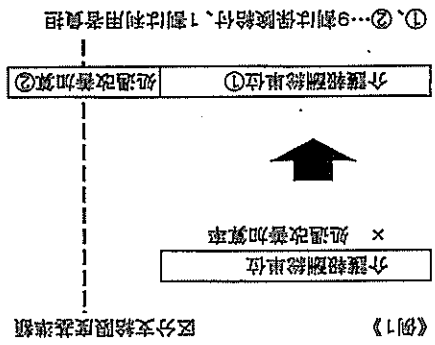 《例1》 区分支給限度基準額
介護報酬総単位
× 処遇改善加算率
介護報酬総単位① 処遇改善加算②
①、②…9割は保険給付、1割は利用者負担